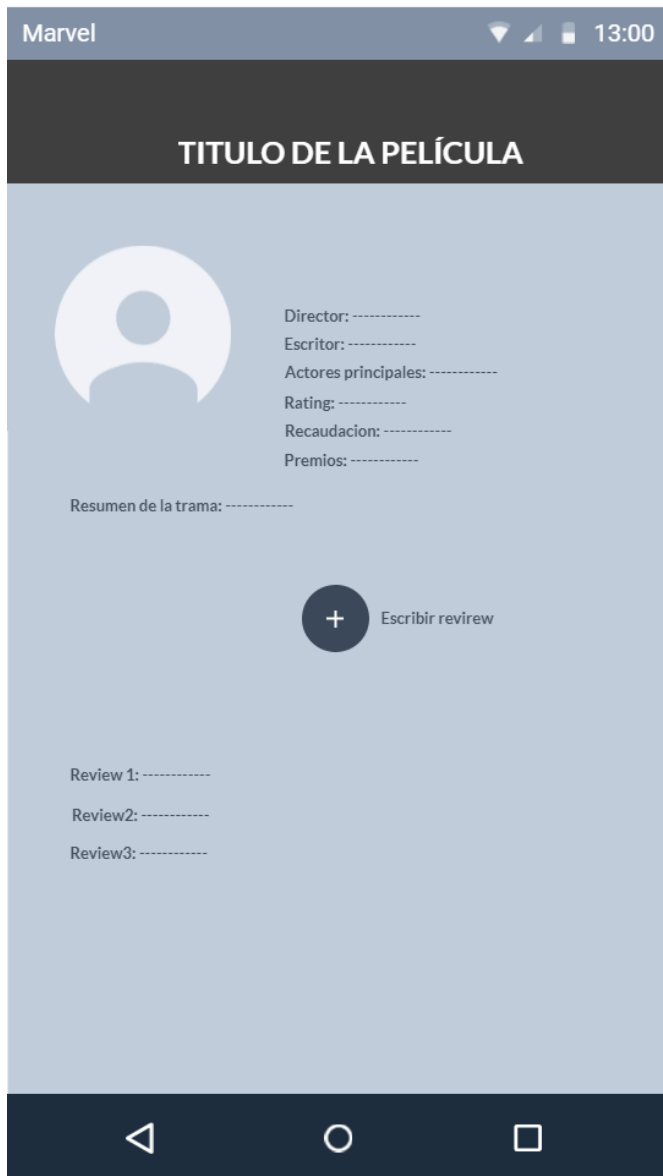 Marvel 13:00
TITULO DE LA PELÍCULA
Director: ------------
Escritor: ------------
Actores principales: ------------
Rating: ------------
Recaudacion: ------------
Premios: ------------
Resumen de la trama: ------------
+ Escribir revirew
Review 1: ------------
Review2: ------------
Review3: ------------